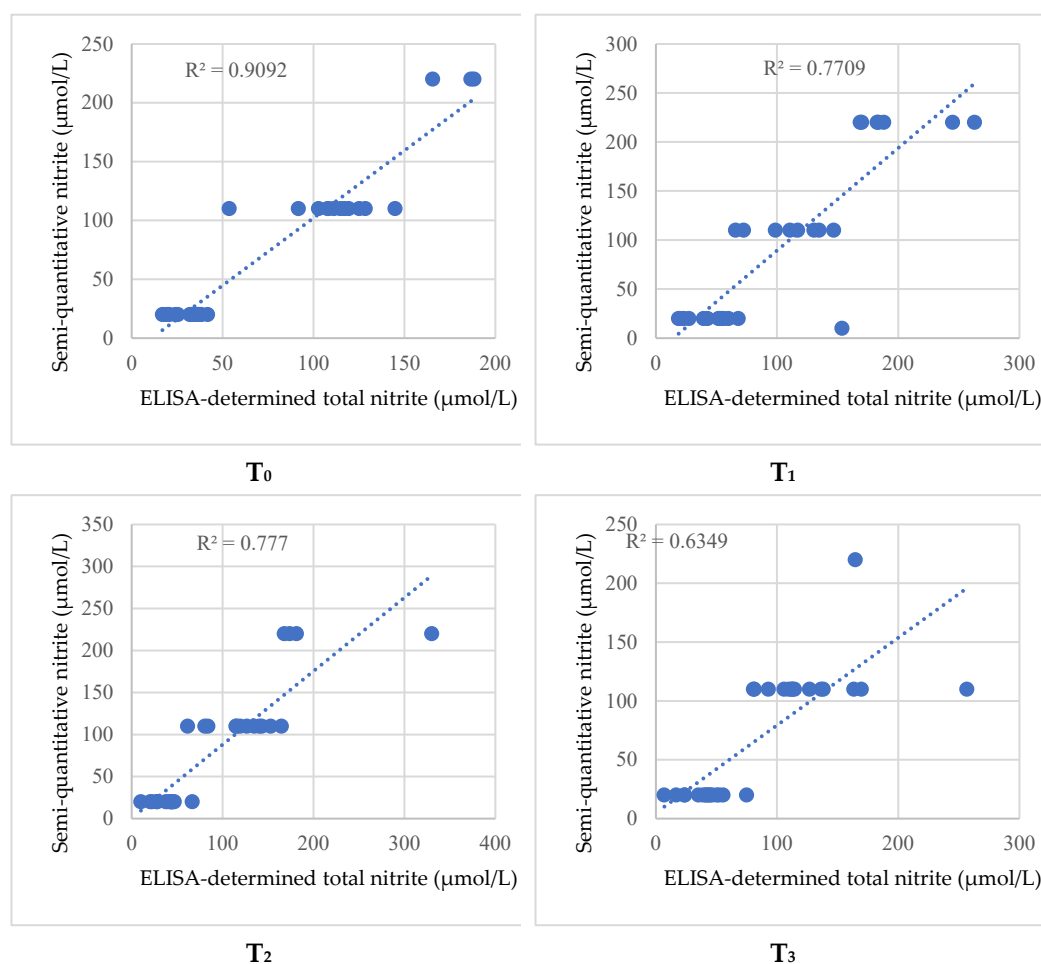 Semi-quantitative nitrite (µmol/L)
R² = 0.9092
250
200
150
100
50
0
0 50 100 150 200
ELISA-determined total nitrite (µmol/L)
T₀
Semi-quantitative nitrite (µmol/L)
R² = 0.7709
300
250
200
150
100
50
0
0 100 200 300
ELISA-determined total nitrite (µmol/L)
T₁
Semi-quantitative nitrite (µmol/L)
R² = 0.777
350
300
250
200
150
100
50
0
0 100 200 300 400
ELISA-determined total nitrite (µmol/L)
T₂
Semi-quantitative nitrite (µmol/L)
R² = 0.6349
250
200
150
100
50
0
0 100 200 300
ELISA-determined total nitrite (µmol/L)
T₃